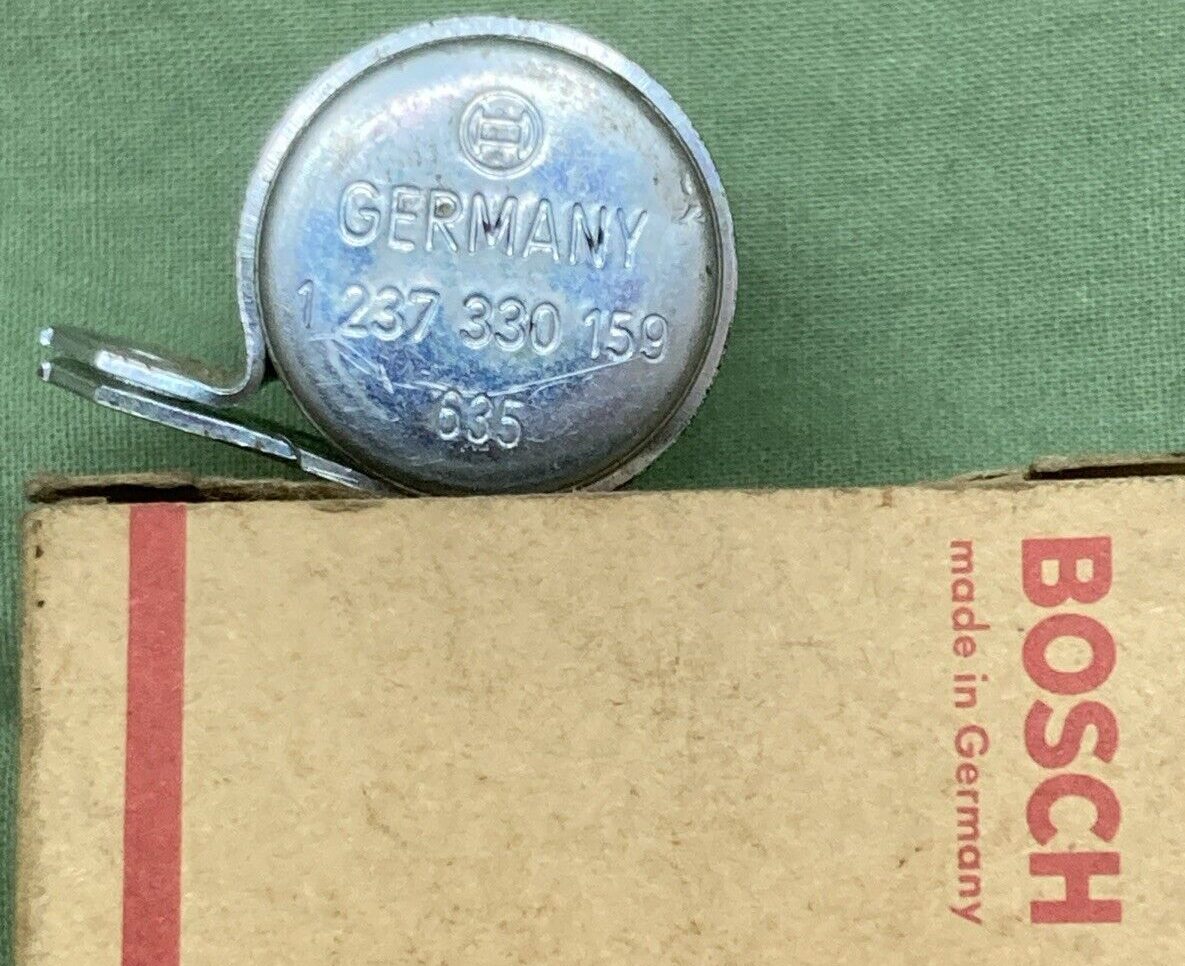 GERMANY
1 237 330 159
635
BOSCH
made in Germany